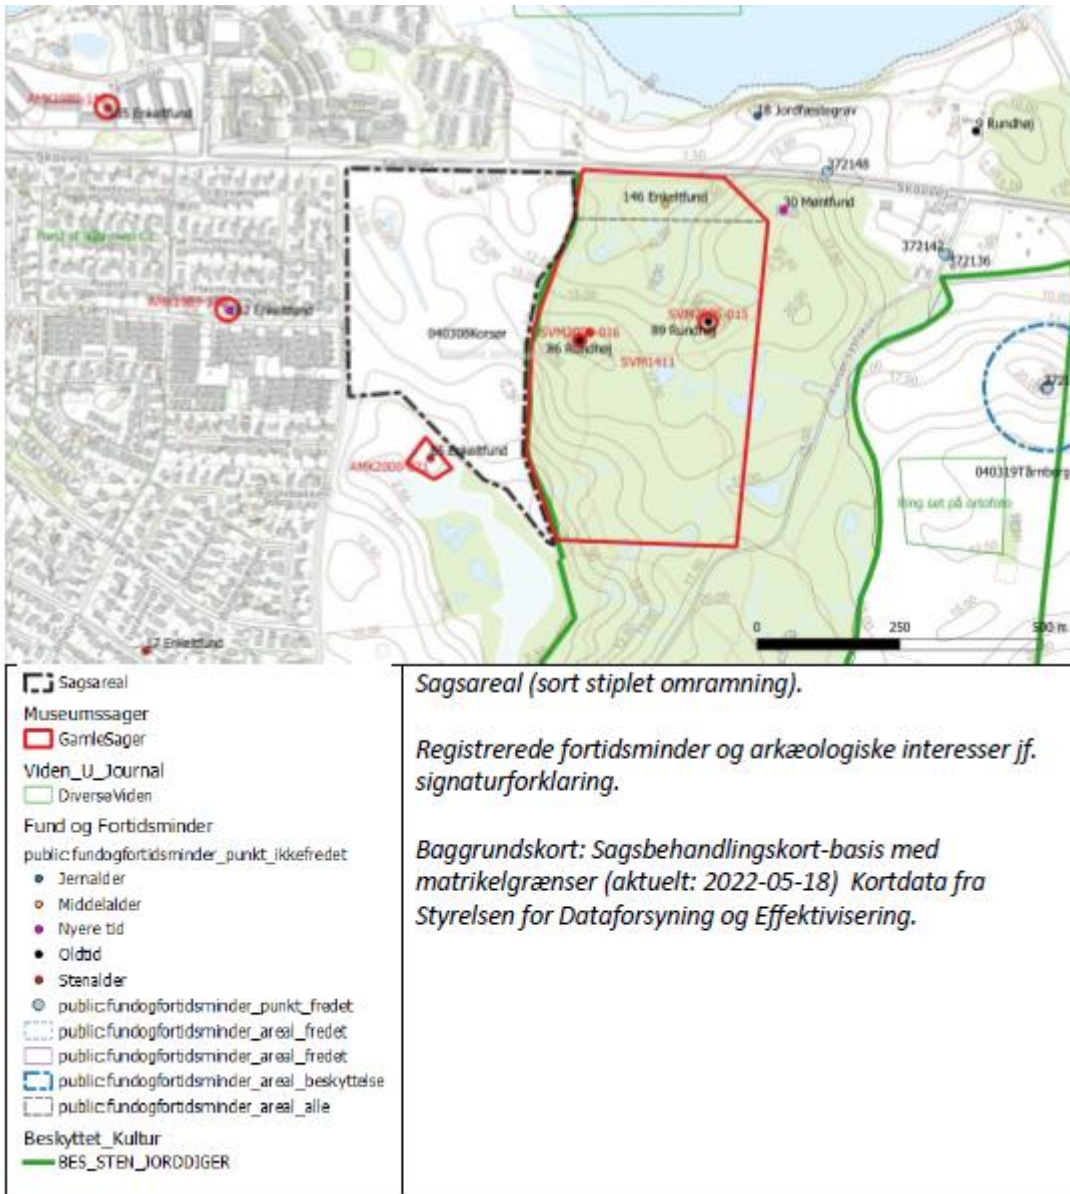 18 Jordfæstegrav
9 Rundhøj
Enkeltfund
372148
Skovvej
146 Enkeltfund
30 Møntfund
372142
372136
Enkeltfund
040308Korsør
86 Rundhøj
89 Rundhøj
SVM1411
Enkeltfund
040319Tårnborg
Ring set på ortofoto
17 Enkeltfund
0 250 500 m
Sagsareal
Museumssager
GamleSager
Viden_U_Journal
DiverseViden
Fund og Fortidsminder
public:fundogfortidsminder_punkt_ikkefredet
Jernalder
Middelalder
Nyere tid
Oldtid
Stenalder
public:fundogfortidsminder_punkt_fredet
public:fundogfortidsminder_areal_fredet
public:fundogfortidsminder_areal_fredet
public:fundogfortidsminder_areal_beskyttelse
public:fundogfortidsminder_areal_alle
Beskyttet_Kultur
BES_STEN_JORDDIGER
Sagsareal (sort stiplet omramning).
Registrerede fortidsminder og arkæologiske interesser jf.
signaturforklaring.
Baggrundskort: Sagsbehandlingskort-basis med
matrikelgrænser (aktuelt: 2022-05-18) Kortdata fra
Styrelsen for Dataforsyning og Effektivisering.